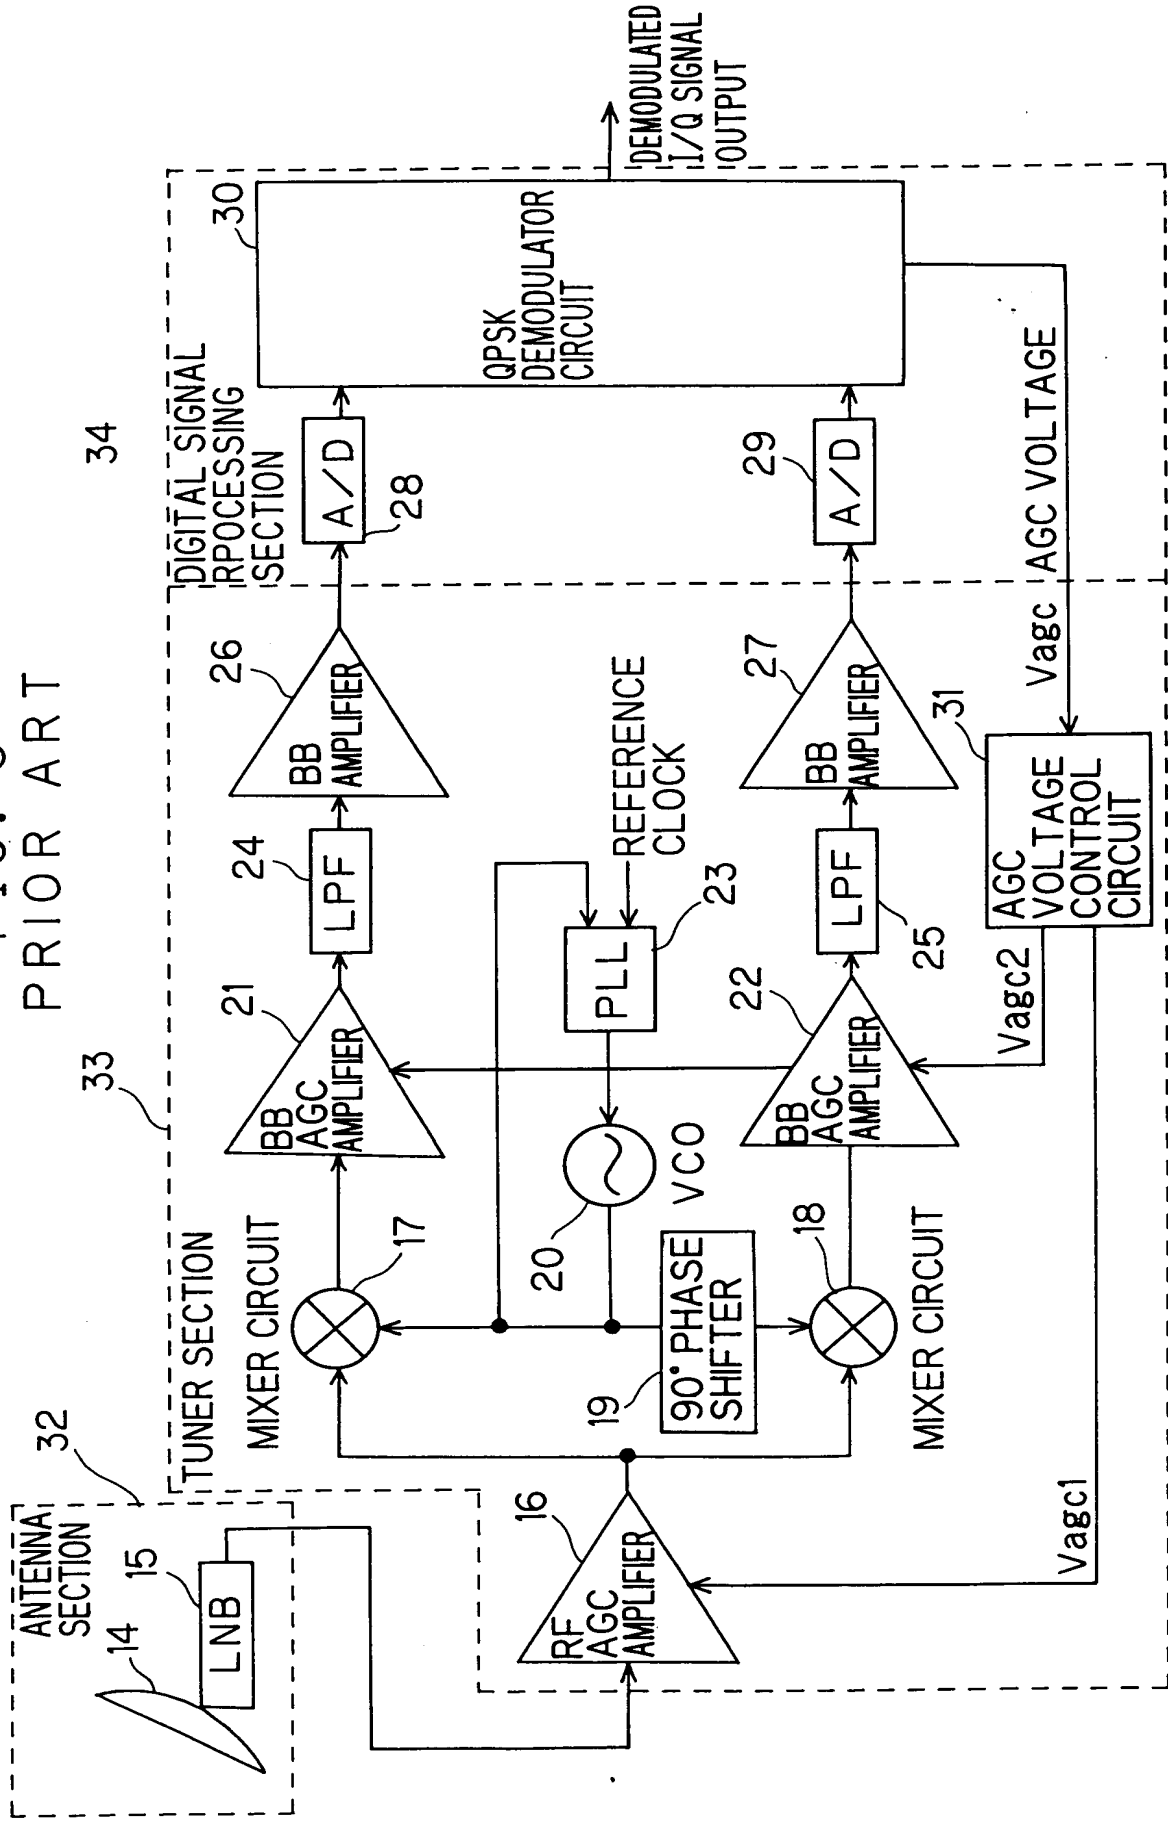 PRIOR ART
34
33
32
ANTENNA
SECTION
14
15
LNB
TUNER SECTION
MIXER CIRCUIT
17
21
BB
AGC
AMPLIFIER
24
LPF
26
BB
AMPLIFIER
DIGITAL SIGNAL
RPOCESSING
SECTION
A/D
28
30
QPSK
DEMODULATOR
CIRCUIT
DEMODULATED
I/Q SIGNAL
OUTPUT
16
RF
AGC
AMPLIFIER
19
90° PHASE
SHIFTER
20
VCO
PLL
23
REFERENCE
CLOCK
18
MIXER CIRCUIT
22
BB
AGC
AMPLIFIER
LPF
25
27
BB
AMPLIFIER
29
A/D
Vagc1
Vagc2
31
AGC
VOLTAGE
CONTROL
CIRCUIT
Vagc AGC VOLTAGE